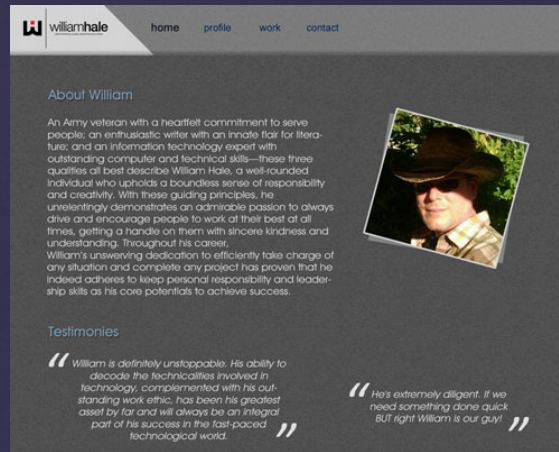 williamhale
home profile work contact
About William
An Army veteran with a heartfelt commitment to serve
people; an enthusiastic writer with an innate flair for litera-
ture; and an information technology expert with
outstanding computer and technical skills—these three
qualities all best describe William Hale, a well-rounded
individual who upholds a boundless sense of responsibility
and creativity. With these guiding principles, he
unrelentingly demonstrates an admirable passion to always
drive and encourage people to work at their best at all
times, getting a handle on them with sincere kindness and
understanding. Throughout his career,
William's unswerving dedication to efficiently take charge of
any situation and complete any project has proven that he
indeed adheres to keep personal responsibility and leader-
ship skills as his core potentials to achieve success.
Testimonies
“ William is definitely unstoppable. His ability to
decode the technicalities involved in
technology, complemented with his out-
standing work ethic, has been his greatest
asset by far and will always be an integral
part of his success in the fast-paced
technological world. ”
“ He's extremely diligent. If we
need something done quick
BUT right William is our guy! ”